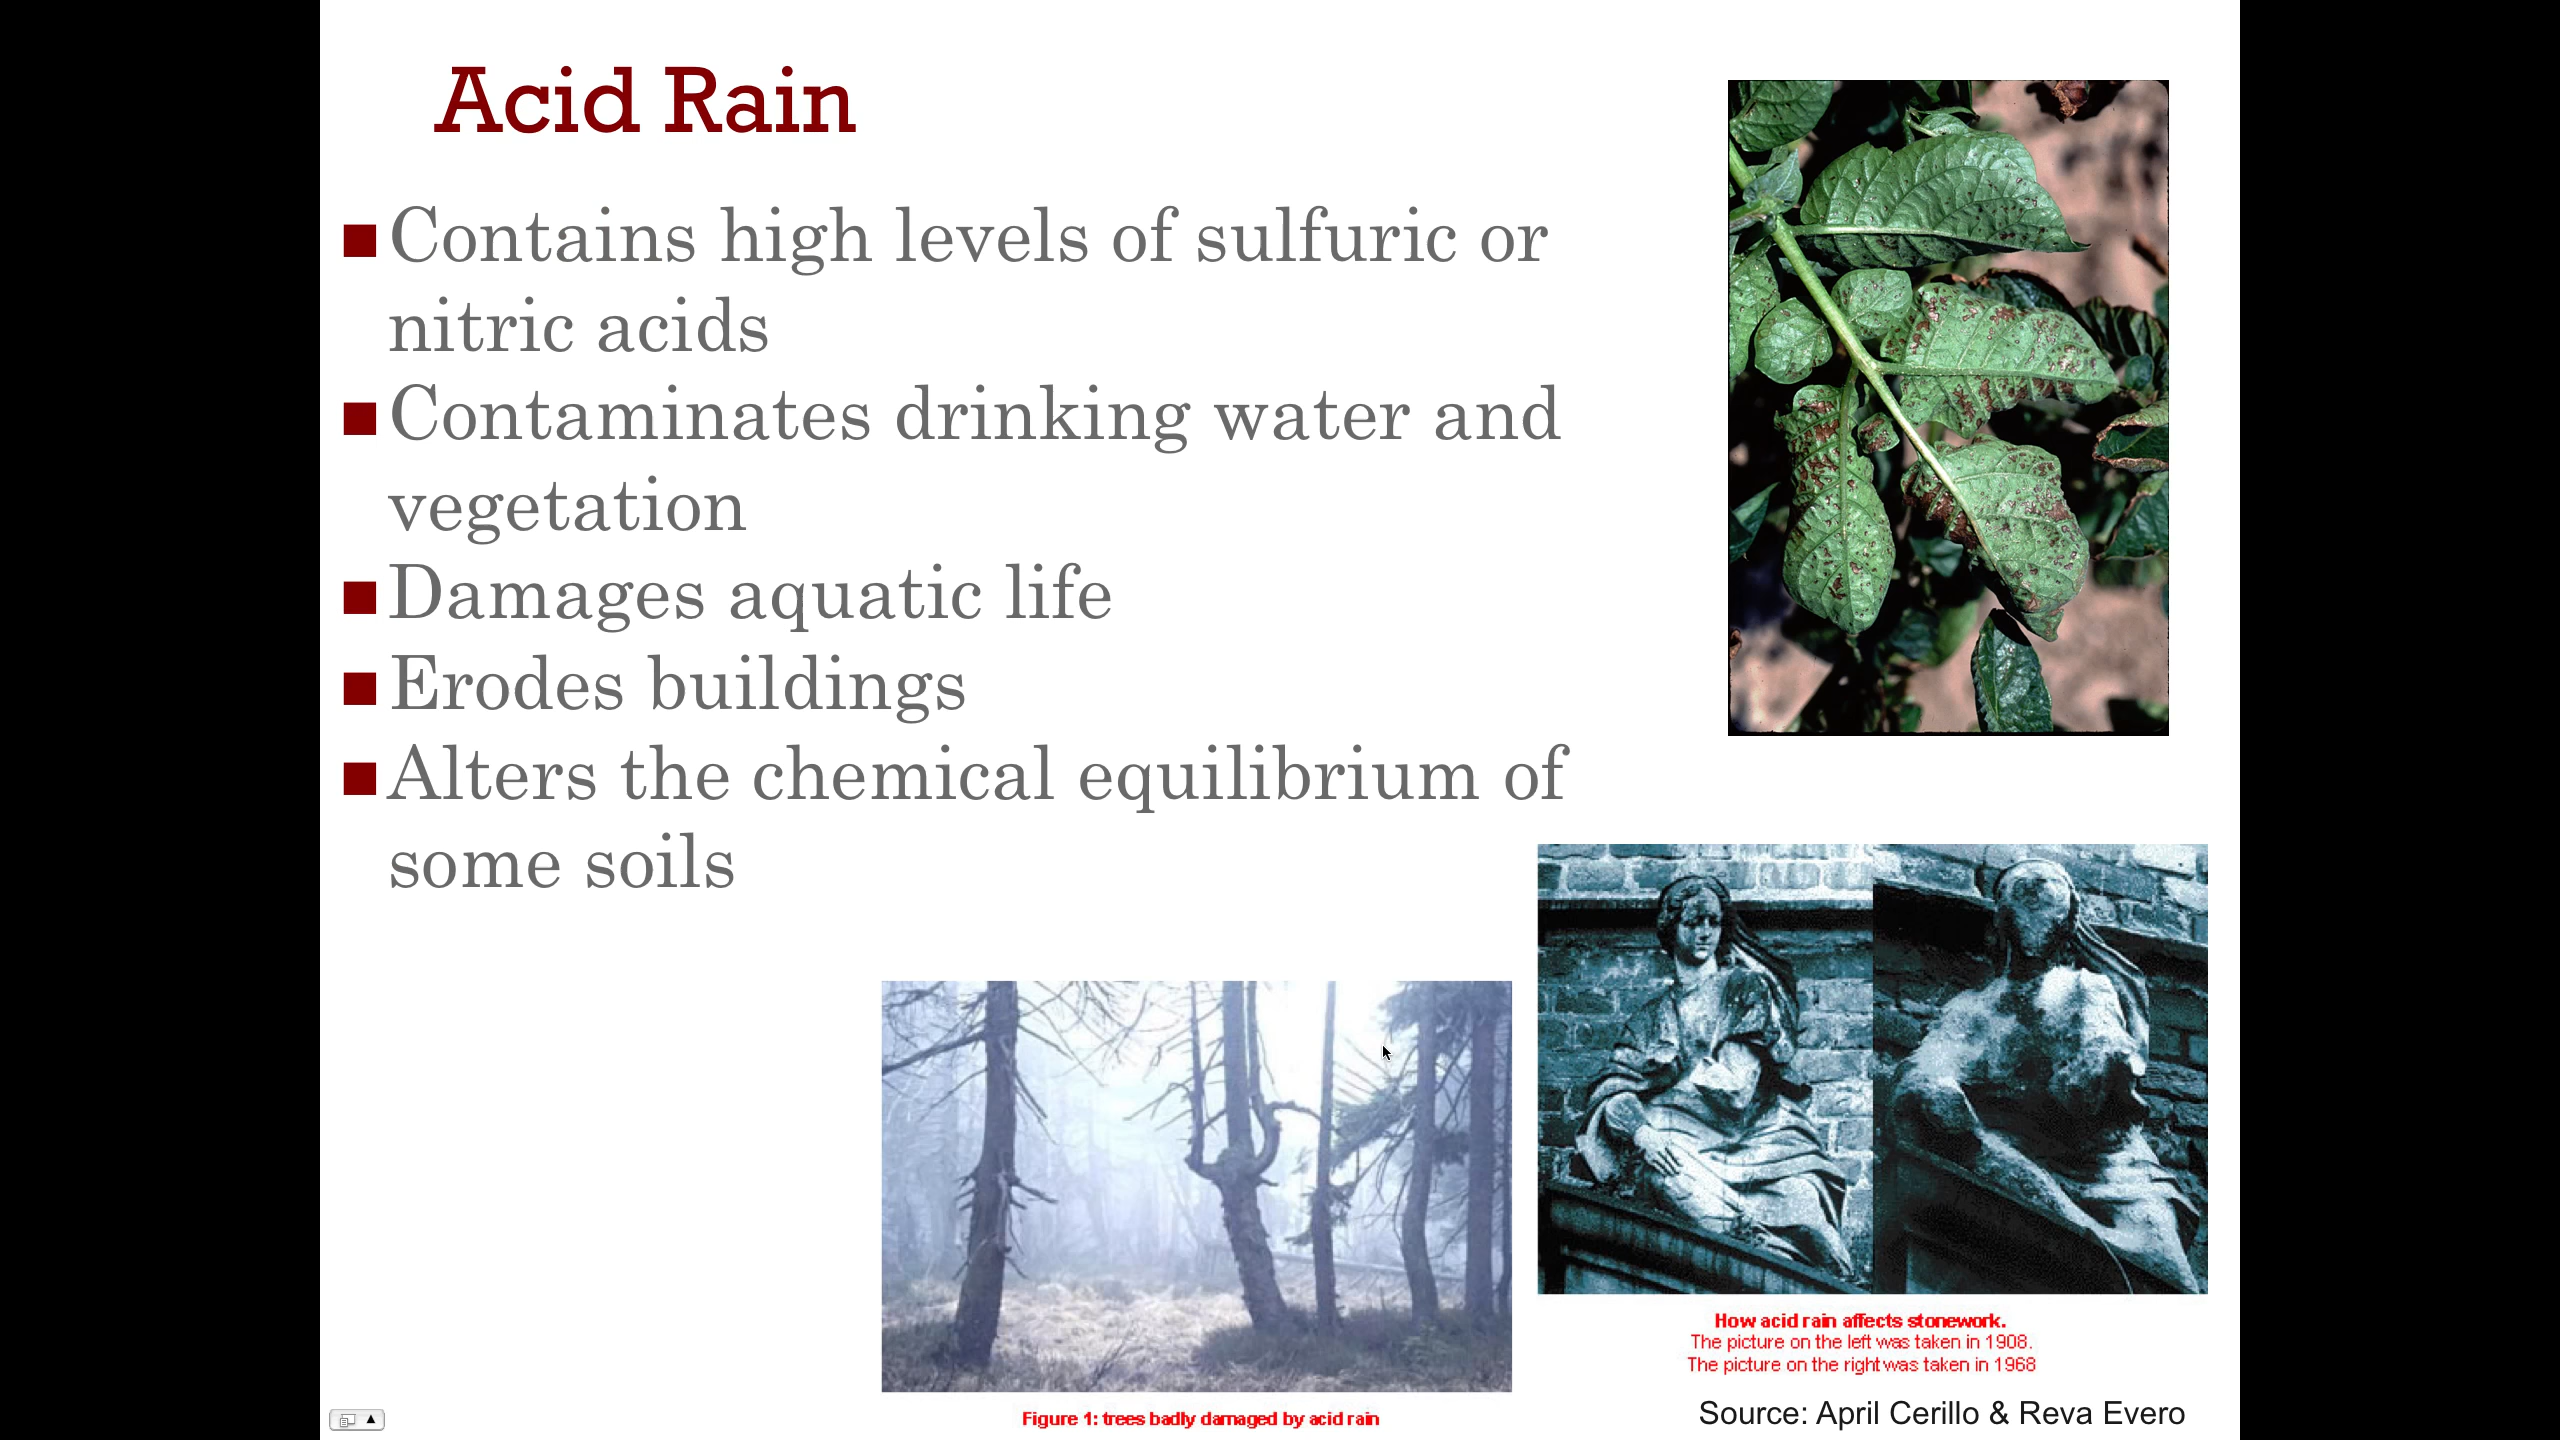 Acid Rain
Contains high levels of sulfuric or
nitric acids
Contaminates drinking water and
vegetation
Damages aquatic life
Erodes buildings
Alters the chemical equilibrium of
some soils
How acid rain affects stonework.
The picture on the left was taken in 1908.
The picture on the right was taken in 1968
Figure 1: trees badly damaged by acid rain
Source: April Cerillo & Reva Evero